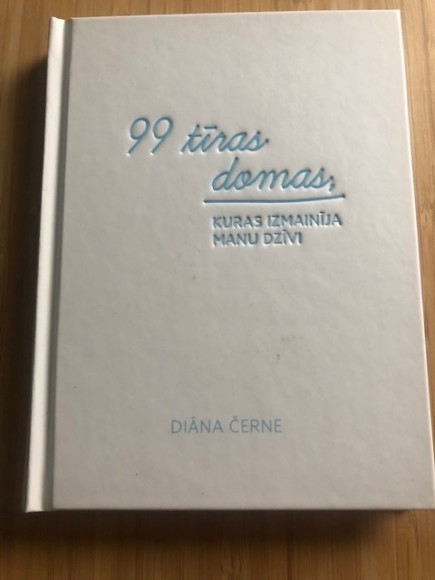 99 tīras
domas,
KURAS IZMAINĪJA
MANU DZĪVI
DIĀNA ČERNE